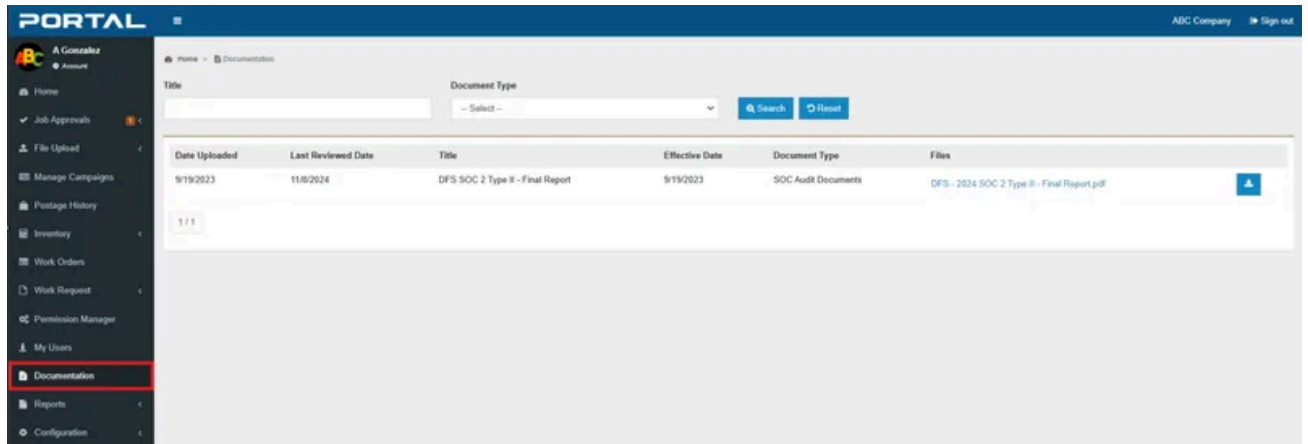 PORTAL
ABC Company Sign out
ABC
A Gonzalez
Account
Home
Job Approvals 1
File Upload
Manage Campaigns
Postage History
Inventory
Work Orders
Work Request
Permission Manager
My Users
Documentation
Reports
Configuration
Home > Documentation
Title Document Type
-- Select -- Search Reset
Date Uploaded Last Reviewed Date Title Effective Date Document Type Files
9/19/2023 11/8/2024 DFS SOC 2 Type II - Final Report 9/19/2023 SOC Audit Documents DFS - 2024 SOC 2 Type II - Final Report.pdf
1 / 1